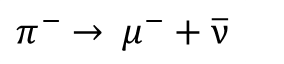 π⁻ → μ⁻ + ν̄